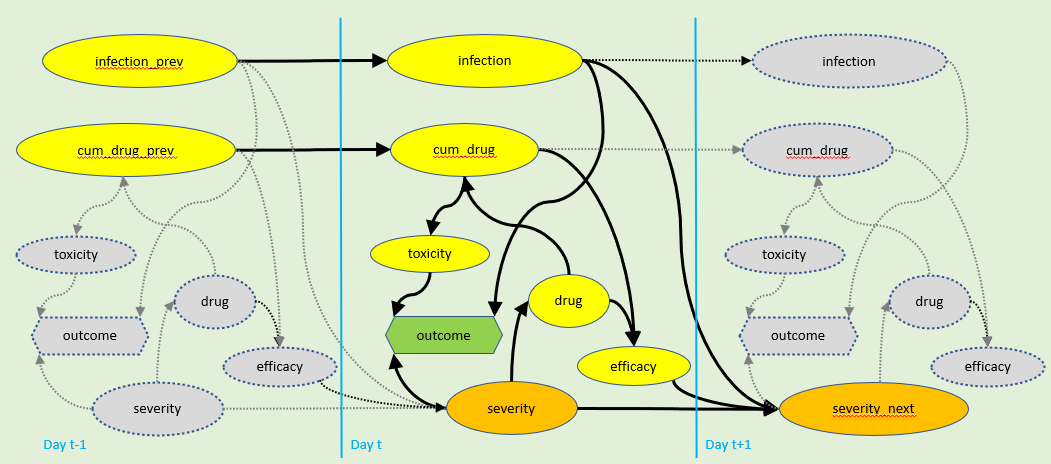 infection_prev
infection
infection
cum_drug_prev
cum_drug
cum_drug
toxicity
toxicity
toxicity
drug
drug
drug
outcome
outcome
outcome
efficacy
efficacy
efficacy
severity
severity
severity_next
Day t-1
Day t
Day t+1